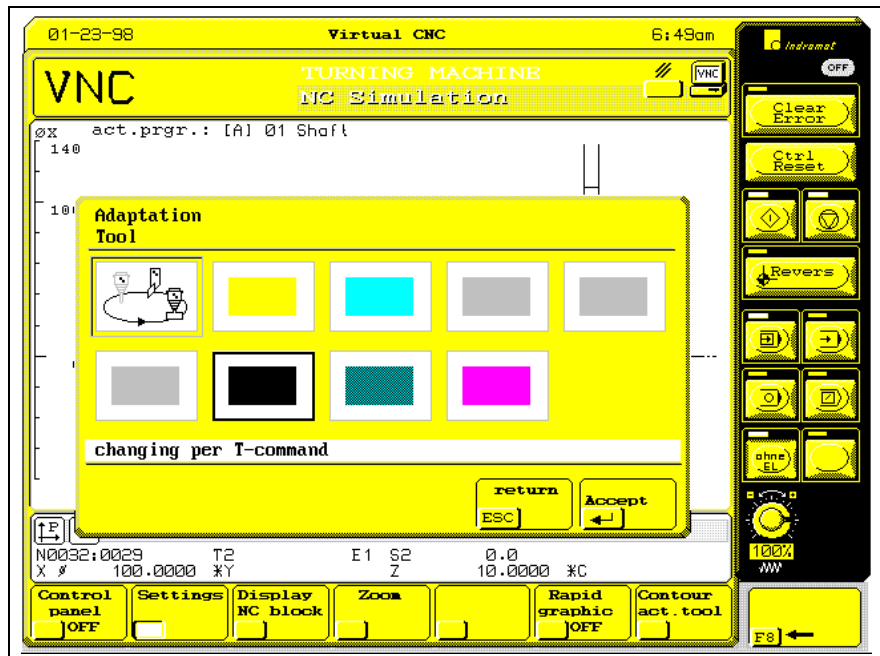 01-23-98 Virtual CNC 6:49am
Indramat
OFF
VNC
TURNING MACHINE
NC Simulation
VNC
Clear
Error
øX act.prgr.: [A] 01 Shaft
140
Ctrl
Reset
Adaptation
Tool
Revers
changing per T-command
ohne
EL
return
ESC
Accept
P
N0032:0029 T2 E1 S2 0.0
X ø 100.0000 *Y Z 10.0000 *C
100%
Control
panel
OFF
Settings
Display
NC block
Zoom
Rapid
graphic
OFF
Contour
act.tool
F8